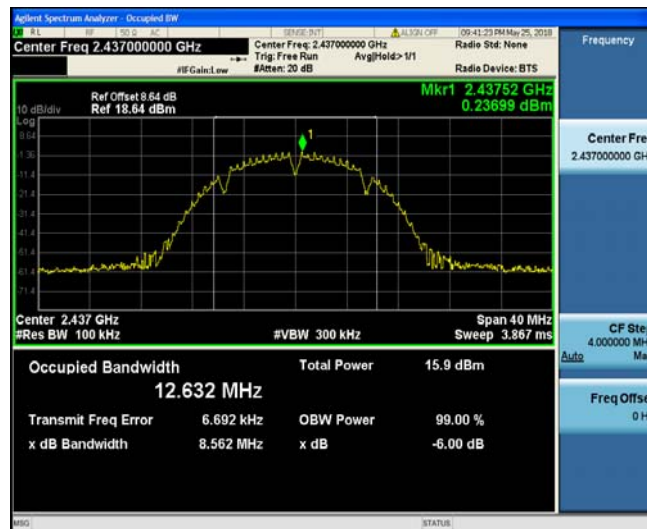 Agilent Spectrum Analyzer - Occupied BW
RL RF 50 Ω AC SENSE:INT ALIGN OFF 09:41:23 PM May 25, 2018
Center Freq 2.437000000 GHz
Center Freq: 2.437000000 GHz Radio Std: None
Trig: Free Run Avg|Hold>1/1
#IFGain:Low #Atten: 20 dB Radio Device: BTS
Frequency
Mkr1 2.43752 GHz
0.23699 dBm
Ref Offset 8.64 dB
10 dB/div Ref 18.64 dBm
Log
8.64
1
-1.36
-11.4
-21.4
-31.4
-41.4
-51.4
-61.4
-71.4
Center Fre
2.437000000 GH
Center 2.437 GHz Span 40 MHz
#Res BW 100 kHz #VBW 300 kHz Sweep 3.867 ms
CF Ste
4.000000 MH
Auto Ma
Occupied Bandwidth Total Power 15.9 dBm
12.632 MHz
Transmit Freq Error 6.692 kHz OBW Power 99.00 %
x dB Bandwidth 8.562 MHz x dB -6.00 dB
Freq Offse
0 H
MSG STATUS